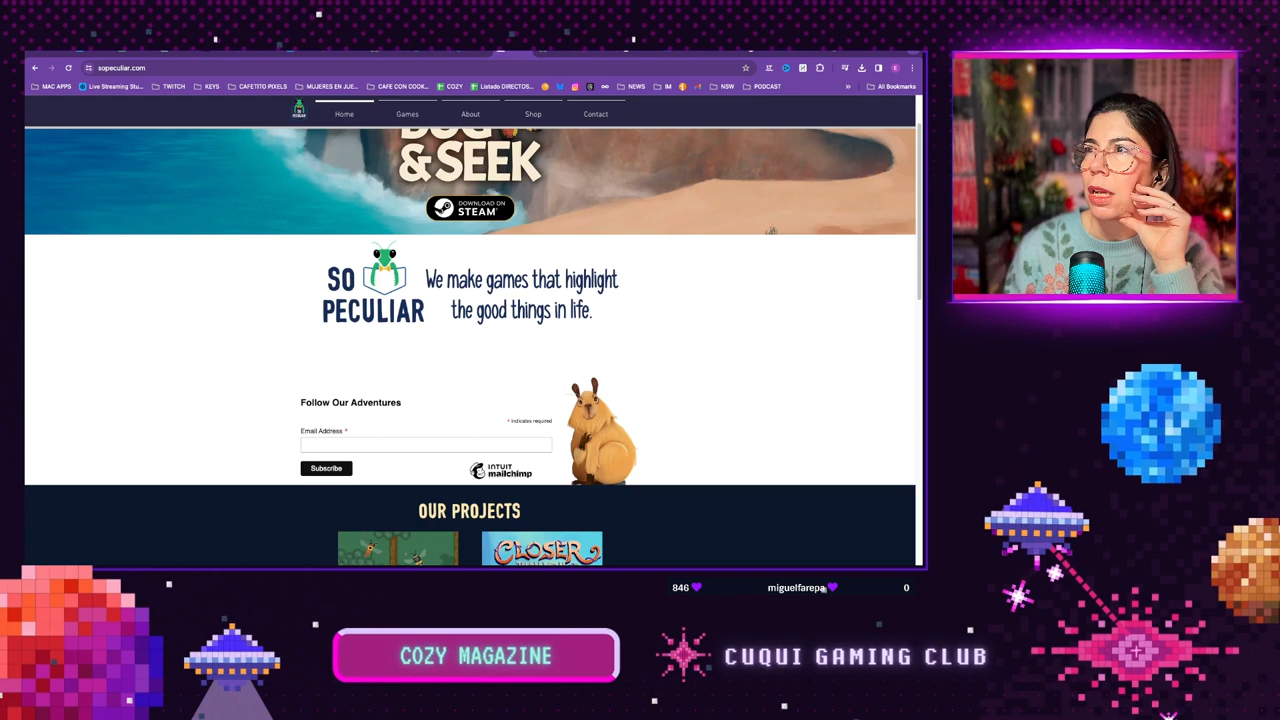 sopeculiar.com
MAC APPS
Live Streaming Stu...
TWITCH
KEYS
CAFETITO PIXELS
MUJERES EN JUE...
CAFE CON COOK...
COZY
Listado DIRECTOS...
NEWS
IM
NSW
PODCAST
» All Bookmarks
PECULIAR
Home
Games
About
Shop
Contact
& SEEK
DOWNLOAD ON
STEAM
SO
PECULIAR
We make games that highlight
the good things in life.
Follow Our Adventures
* indicates required
Email Address *
Subscribe
INTUIT
mailchimp
OUR PROJECTS
CLOSER
846
miguelfarepa
0
COZY MAGAZINE
CUQUI GAMING CLUB